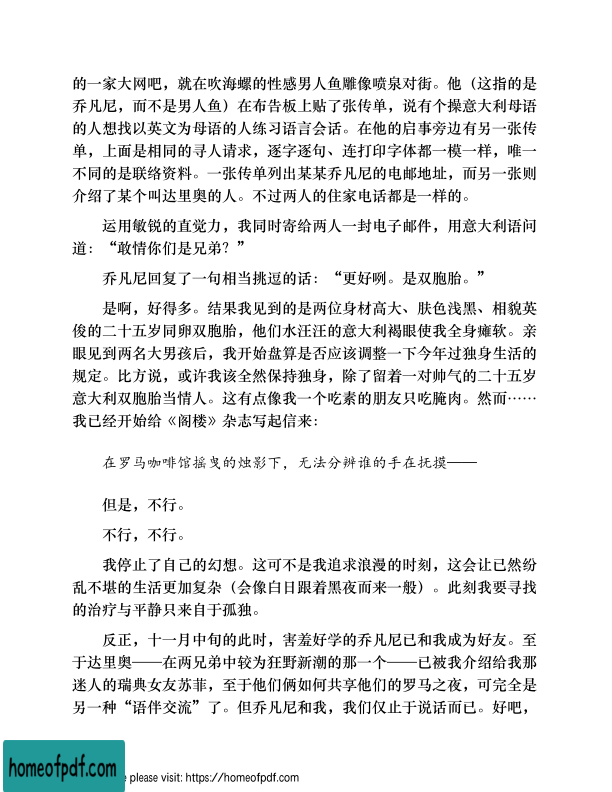 的一家大网吧，就在吹海螺的性感男人鱼雕像喷泉对街。他（这指的是
乔凡尼，而不是男人鱼）在布告板上贴了张传单，说有个操意大利母语
的人想找以英文为母语的人练习语言会话。在他的启事旁边有另一张传
单，上面是相同的寻人请求，逐字逐句、连打印字体都一模一样，唯一
不同的是联络资料。一张传单列出某某乔凡尼的电邮地址，而另一张则
介绍了某个叫达里奥的人。不过两人的住家电话都是一样的。
运用敏锐的直觉力，我同时寄给两人一封电子邮件，用意大利语问
道：“敢情你们是兄弟？”
乔凡尼回复了一句相当挑逗的话：“更好咧。是双胞胎。”
是啊，好得多。结果我见到的是两位身材高大、肤色浅黑、相貌英
俊的二十五岁同卵双胞胎，他们水汪汪的意大利褐眼使我全身瘫软。亲
眼见到两名大男孩后，我开始盘算是否应该调整一下今年过独身生活的
规定。比方说，或许我该全然保持独身，除了留着一对帅气的二十五岁
意大利双胞胎当情人。这有点像我一个吃素的朋友只吃腌肉。然而……
我已经开始给《阁楼》杂志写起信来：
在罗马咖啡馆摇曳的烛影下，无法分辨谁的手在抚摸——
但是，不行。
不行，不行。
我停止了自己的幻想。这可不是我追求浪漫的时刻，这会让已然纷
乱不堪的生活更加复杂（会像白日跟着黑夜而来一般）。此刻我要寻找
的治疗与平静只来自于孤独。
反正，十一月中旬的此时，害羞好学的乔凡尼已和我成为好友。至
于达里奥——在两兄弟中较为狂野新潮的那一个——已被我介绍给我那
迷人的瑞典女友苏菲，至于他们俩如何共享他们的罗马之夜，可完全是
另一种“语伴交流”了。但乔凡尼和我，我们仅止于说话而已。好吧，
homeofpdf.com
e please visit: https://homeofpdf.com